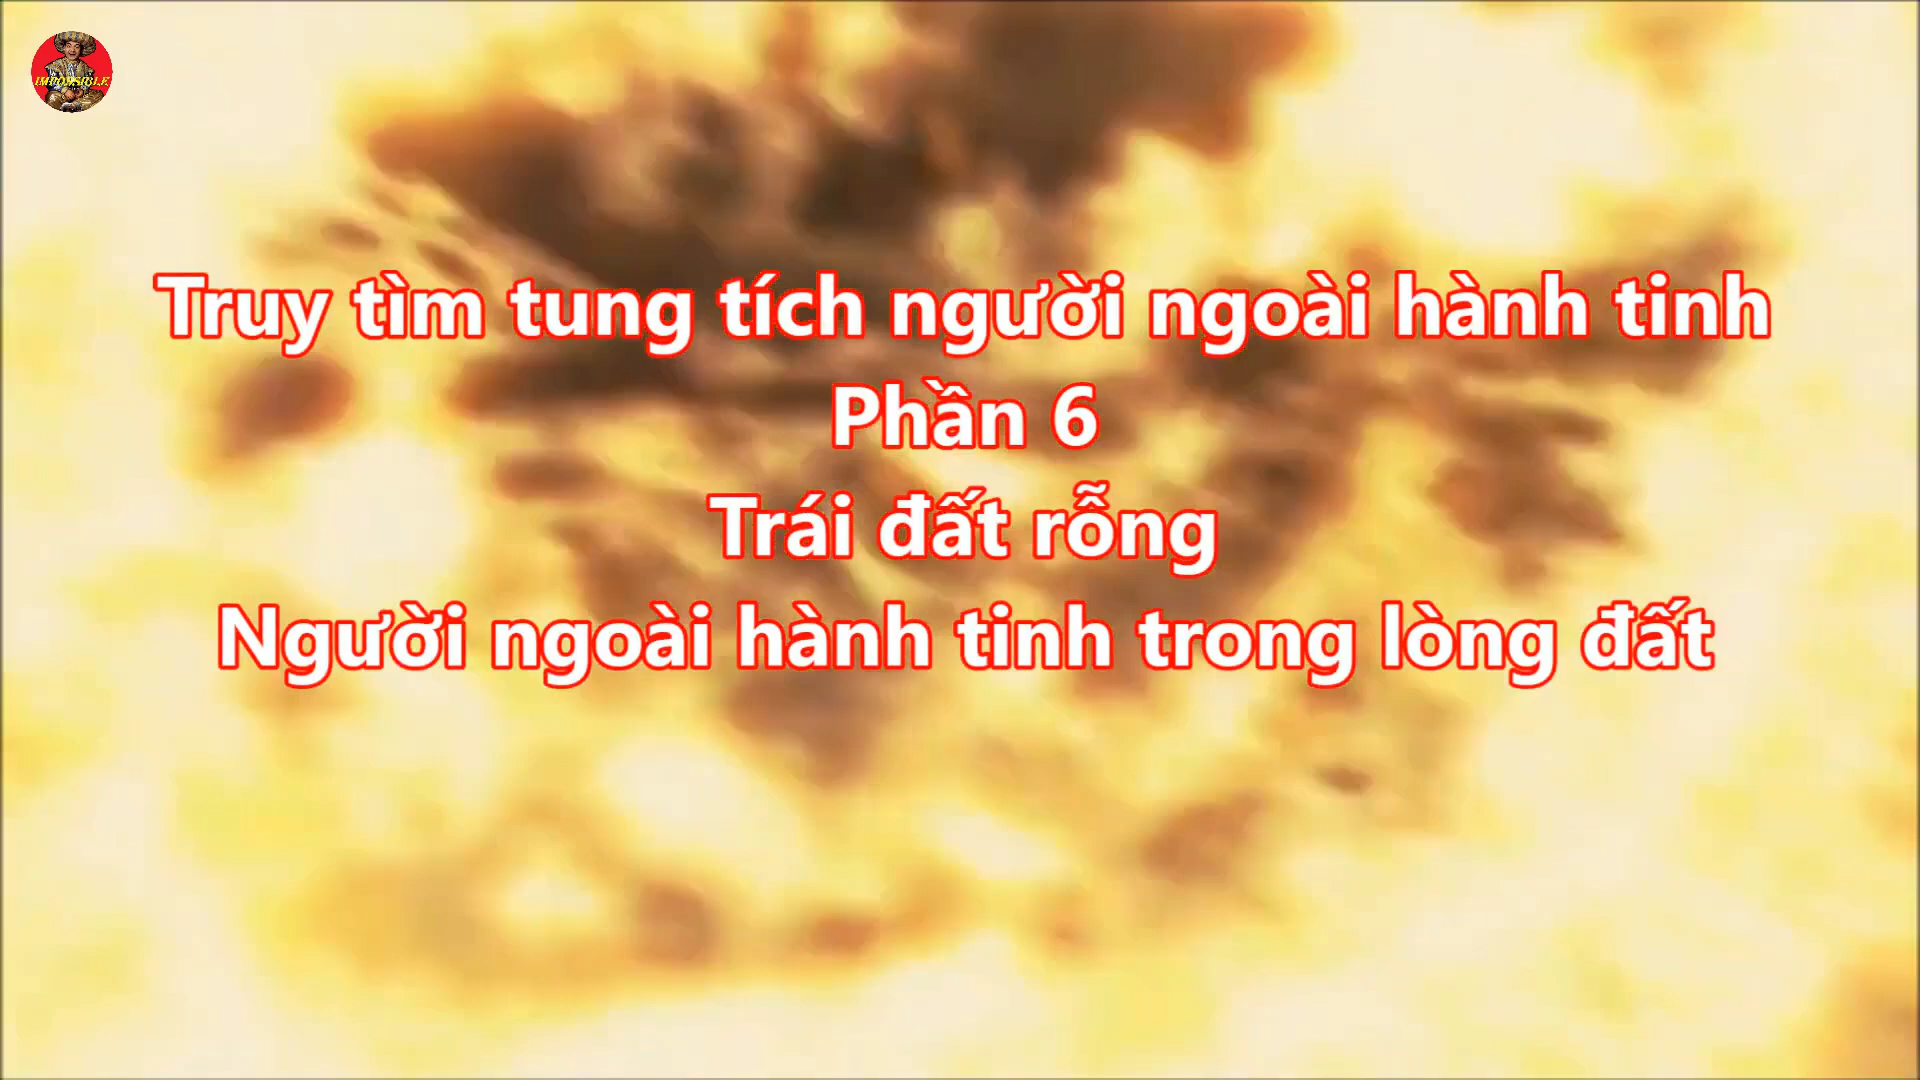 IMPOSSIBLE
Truy tìm tung tích người ngoài hành tinh
Phần 6
Trái đất rỗng
Người ngoài hành tinh trong lòng đất